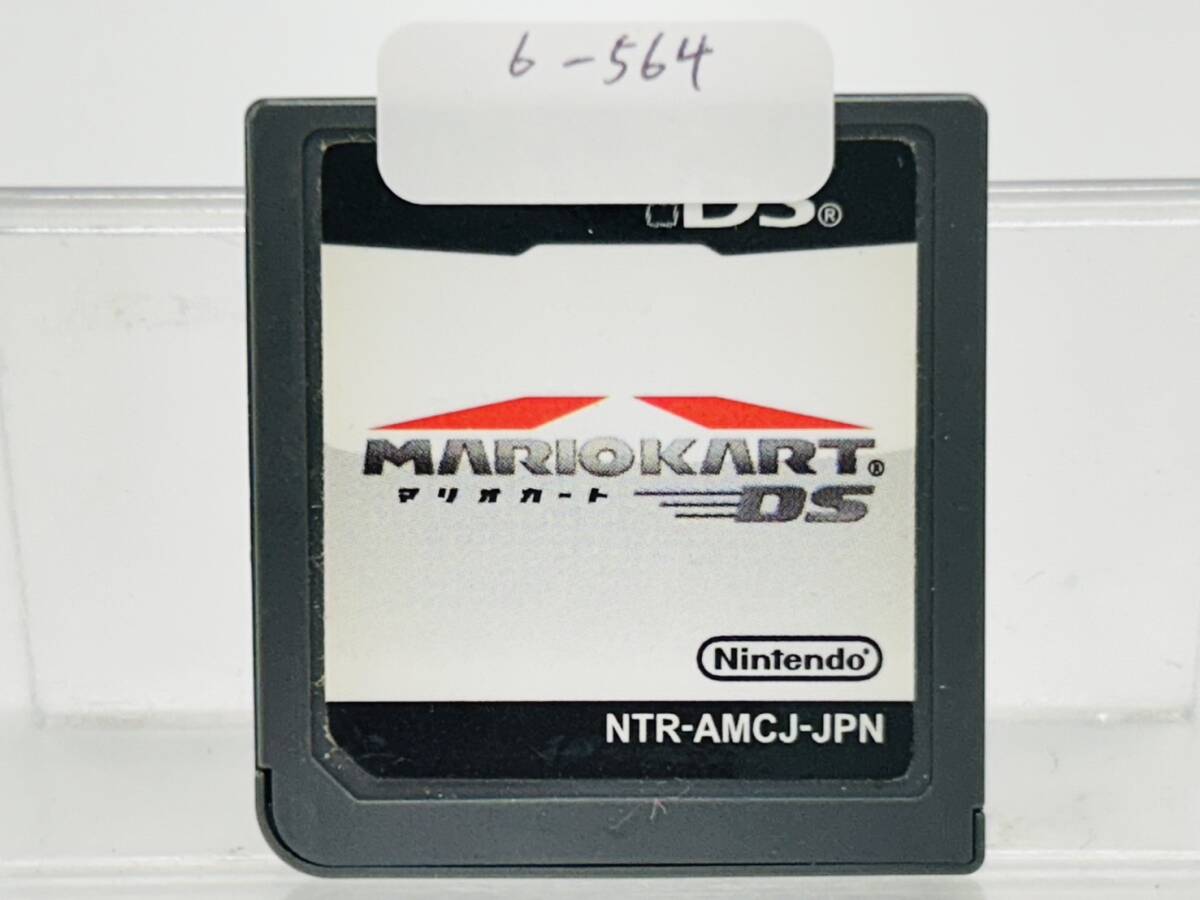 6-564
DS®
MARIOKART®
マリオカート DS
Nintendo®
NTR-AMCJ-JPN